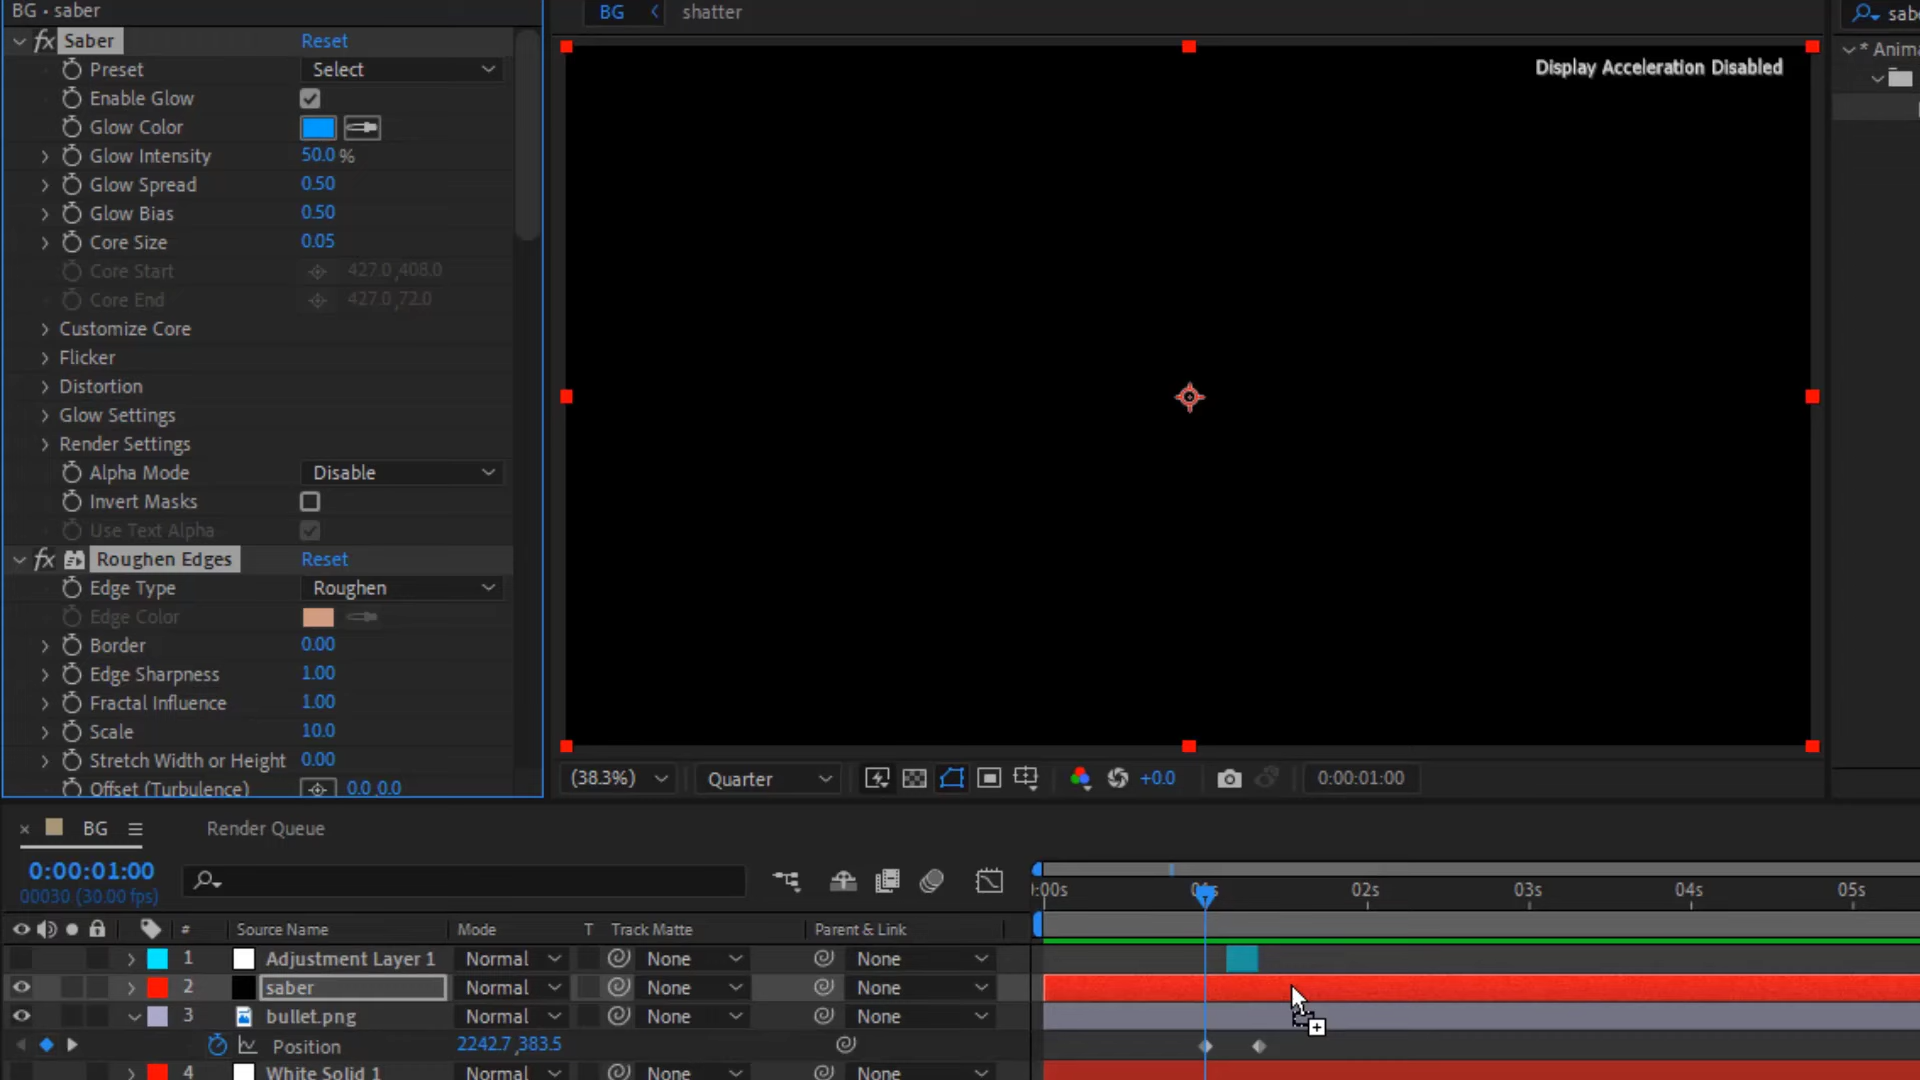 BG • saber
Saber Reset
Preset Select
Enable Glow
Glow Color
Glow Intensity 50.0 %
Glow Spread 0.50
Glow Bias 0.50
Core Size 0.05
Core Start 427.0 ,408.0
Core End 427.0 ,72.0
Customize Core
Flicker
Distortion
Glow Settings
Render Settings
Alpha Mode Disable
Invert Masks
Use Text Alpha
fx Roughen Edges Reset
Edge Type Roughen
Edge Color
Border 0.00
Edge Sharpness 1.00
Fractal Influence 1.00
Scale 10.0
Stretch Width or Height 0.00
Offset (Turbulence) 0.0 ,0.0
BG shatter
Display Acceleration Disabled
sabe
* Anima
(38.3%) Quarter +0.0 0:00:01:00
BG Render Queue
0:00:01:00
00030 (30.00 fps)
:00s 02s 03s 04s 05s
# Source Name Mode T Track Matte Parent & Link
1 Adjustment Layer 1 Normal None None
2 saber Normal None None
3 bullet.png Normal None None
Position 2242.7 ,383.5
4 White Solid 1 Normal None None